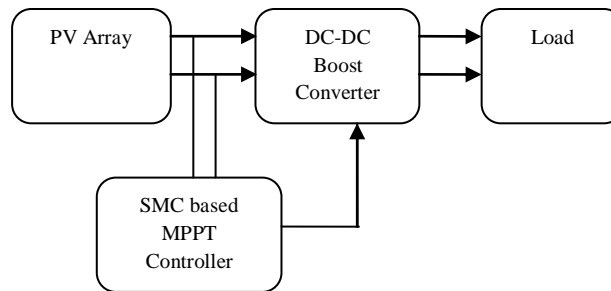 PV Array
DC-DC
Boost
Converter
Load
SMC based
MPPT
Controller